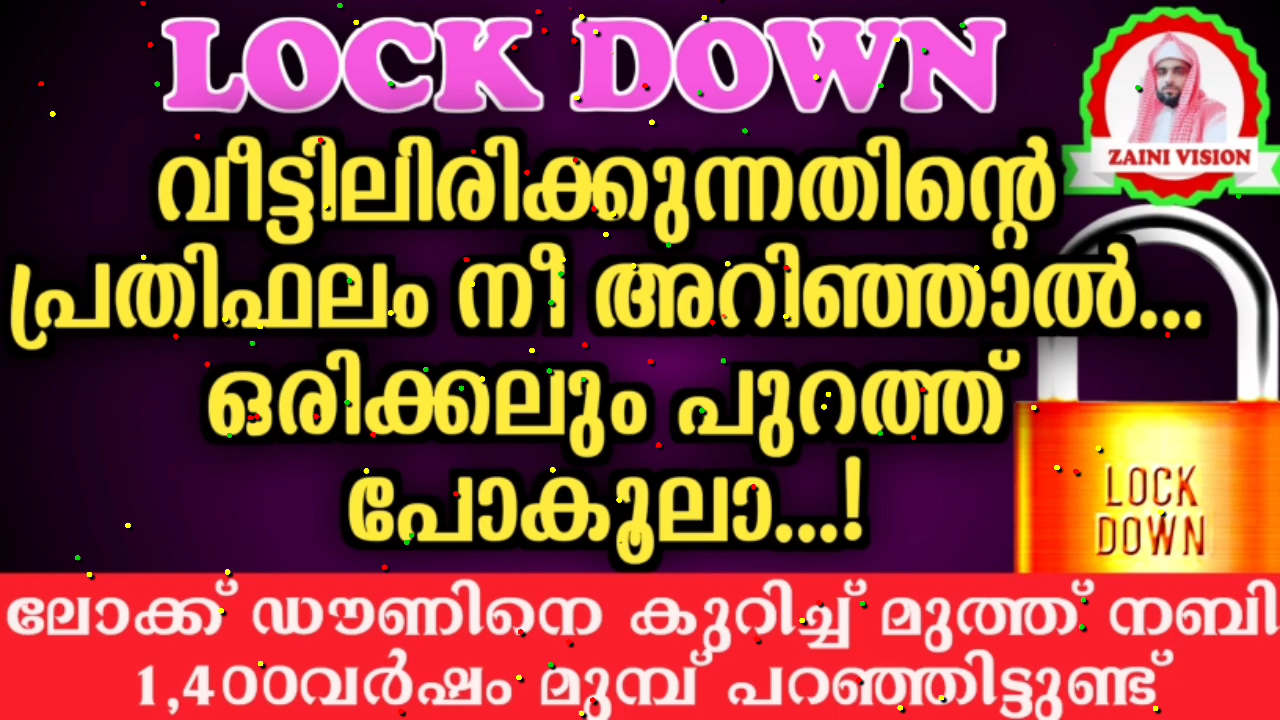 LOCK DOWN
ZAINI VISION
വീട്ടിലിരിക്കുന്നതിന്റെ
പ്രതിഫലം നീ അറിഞ്ഞാൽ...
ഒരിക്കലും പുറത്ത്
പോകൂലാ...!
LOCK
DOWN
ലോക്ക് ഡൗണിനെ കുറിച്ച് മുത്ത് നബി
1,400വർഷം മുമ്പ് പറഞ്ഞിട്ടുണ്ട്